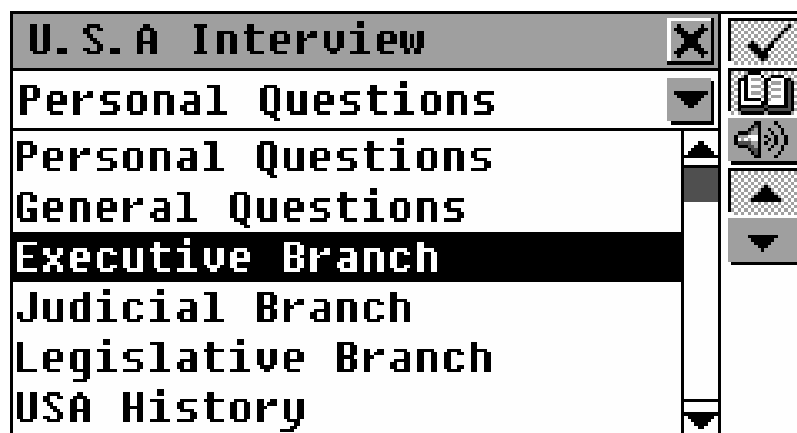 U.S.A Interview
Personal Questions
Personal Questions
General Questions
Executive Branch
Judicial Branch
Legislative Branch
USA History